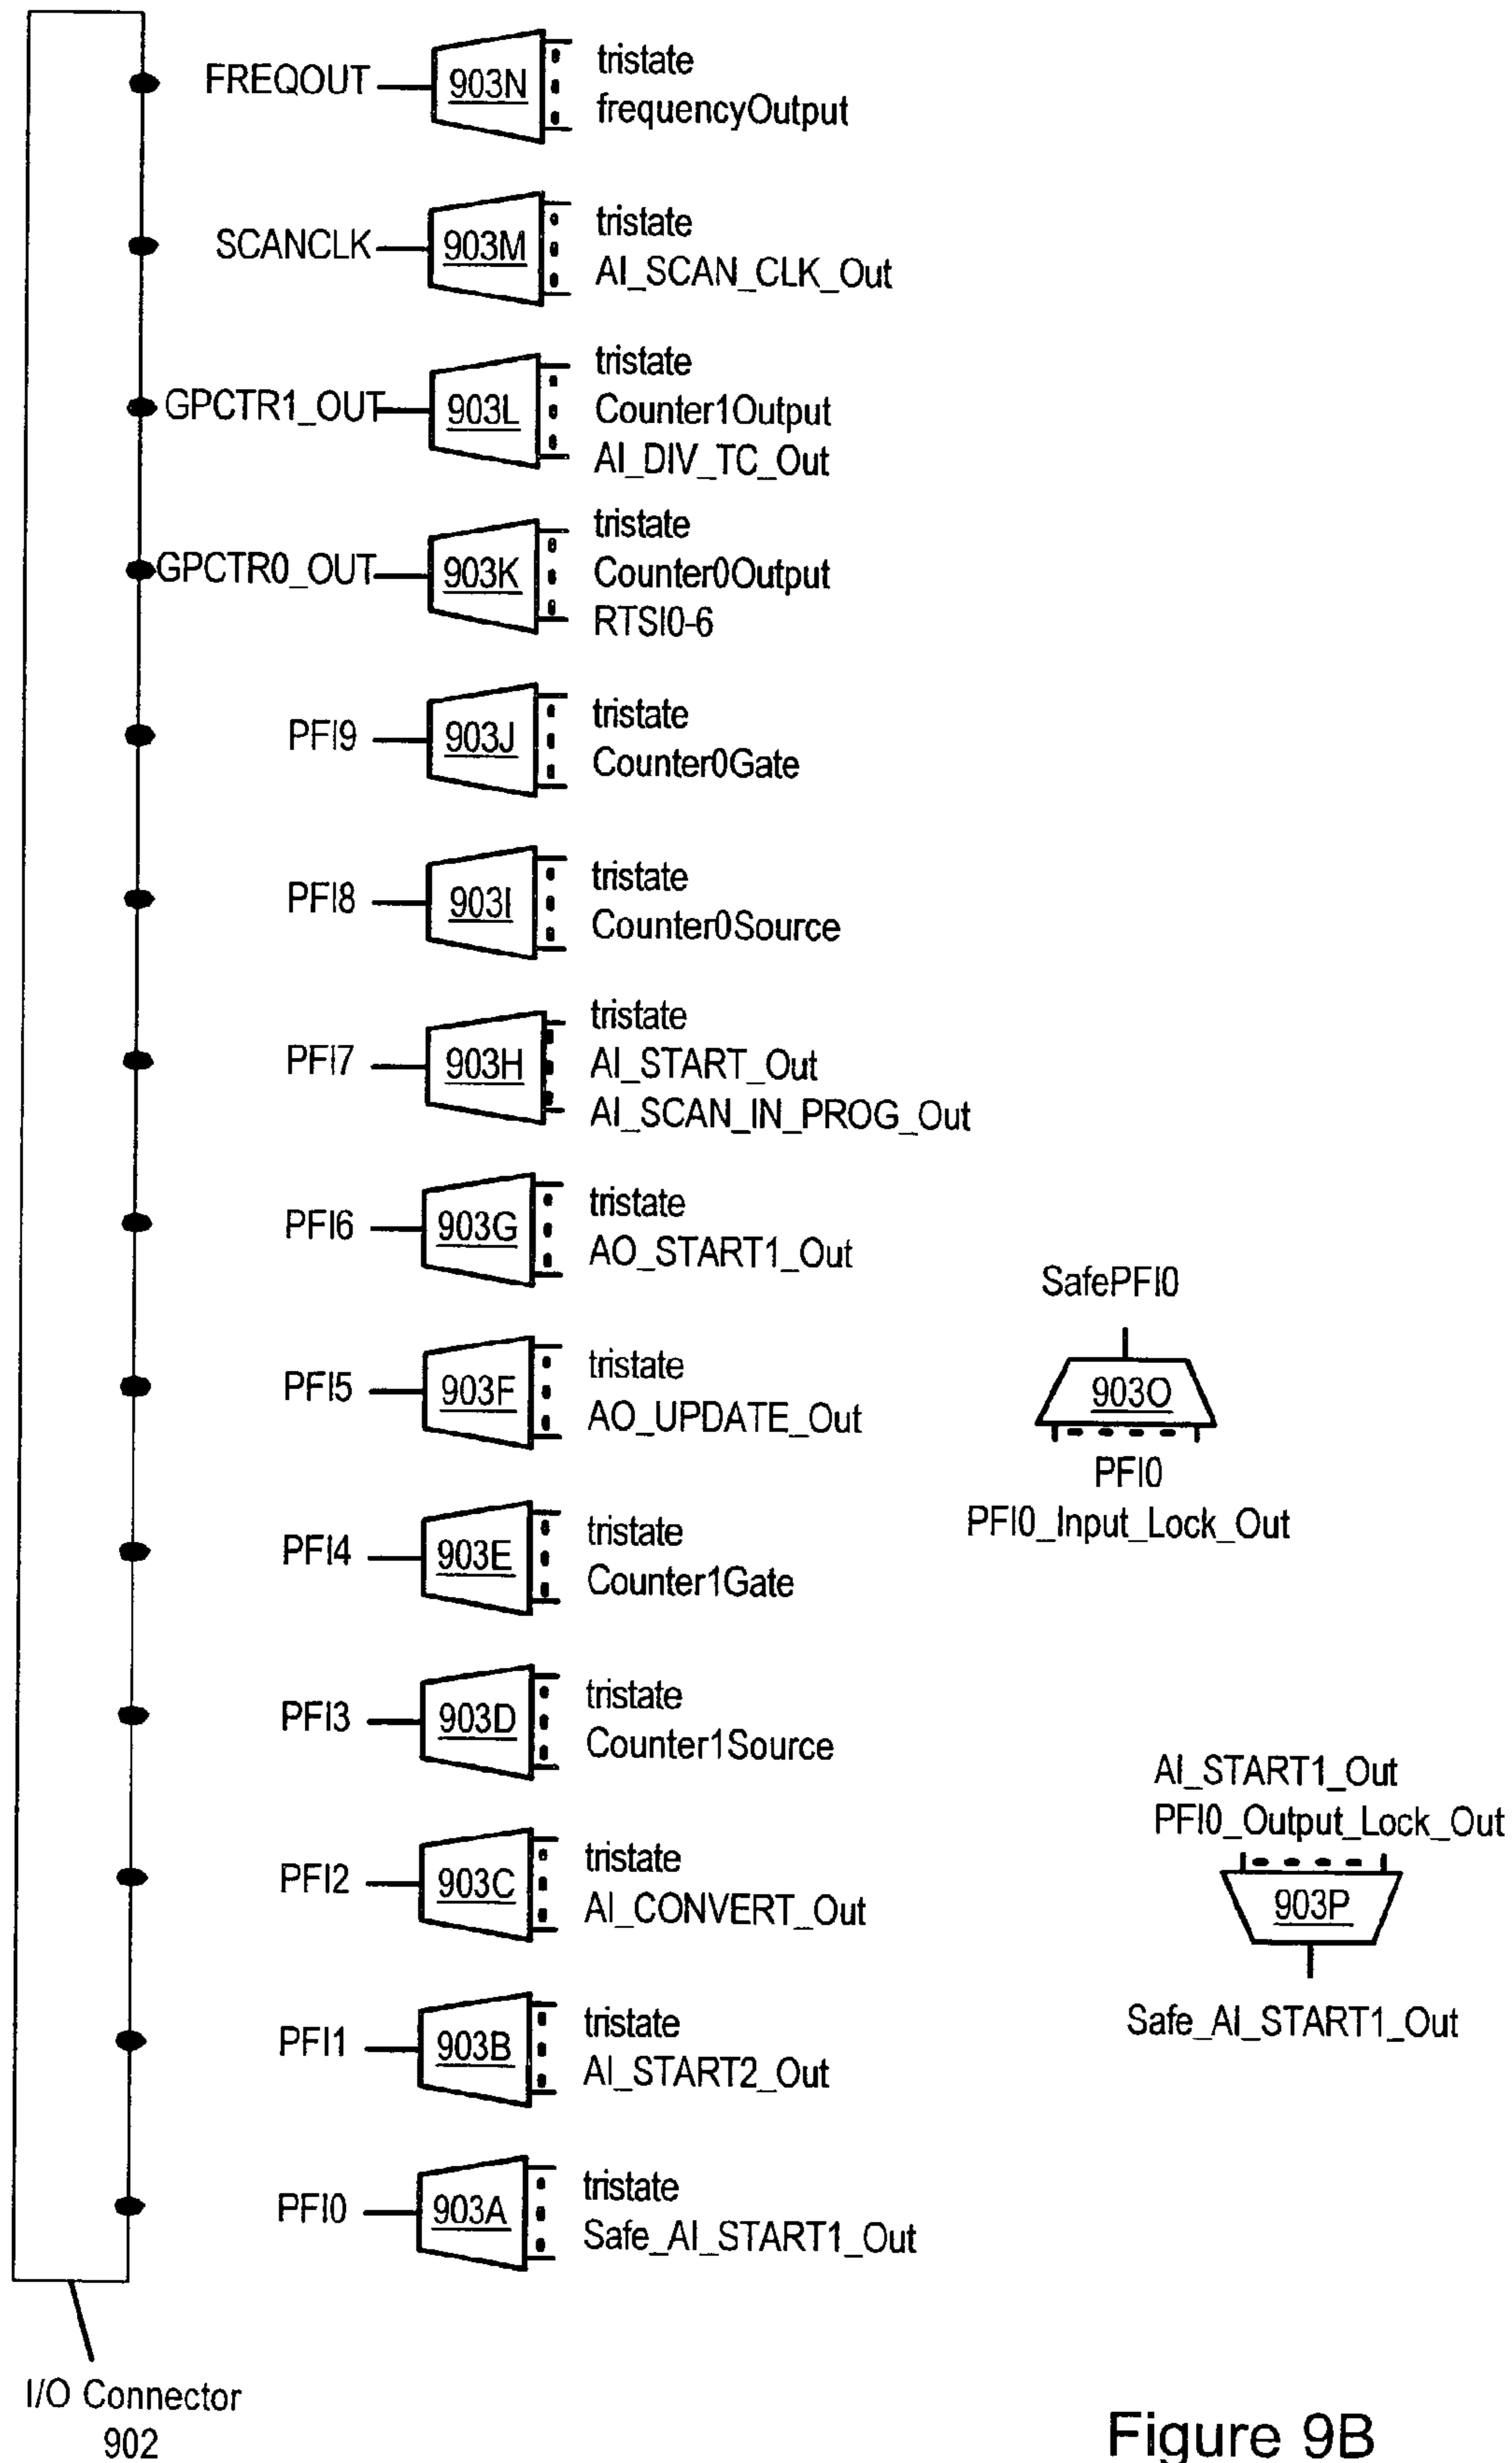 FREQOUT
903N
tristate
frequencyOutput
SCANCLK
903M
tristate
AI_SCAN_CLK_Out
GPCTR1_OUT
903L
tristate
Counter1Output
AI_DIV_TC_Out
GPCTR0_OUT
903K
tristate
Counter0Output
RTSI0-6
PFI9
903J
tristate
Counter0Gate
PFI8
903I
tristate
Counter0Source
PFI7
903H
tristate
AI_START_Out
AI_SCAN_IN_PROG_Out
PFI6
903G
tristate
AO_START1_Out
PFI5
903F
tristate
AO_UPDATE_Out
SafePFI0
903O
PFI0
PFI0_Input_Lock_Out
PFI4
903E
tristate
Counter1Gate
PFI3
903D
tristate
Counter1Source
AI_START1_Out
PFI0_Output_Lock_Out
903P
Safe_AI_START1_Out
PFI2
903C
tristate
AI_CONVERT_Out
PFI1
903B
tristate
AI_START2_Out
PFI0
903A
tristate
Safe_AI_START1_Out
I/O Connector
902
Figure 9B